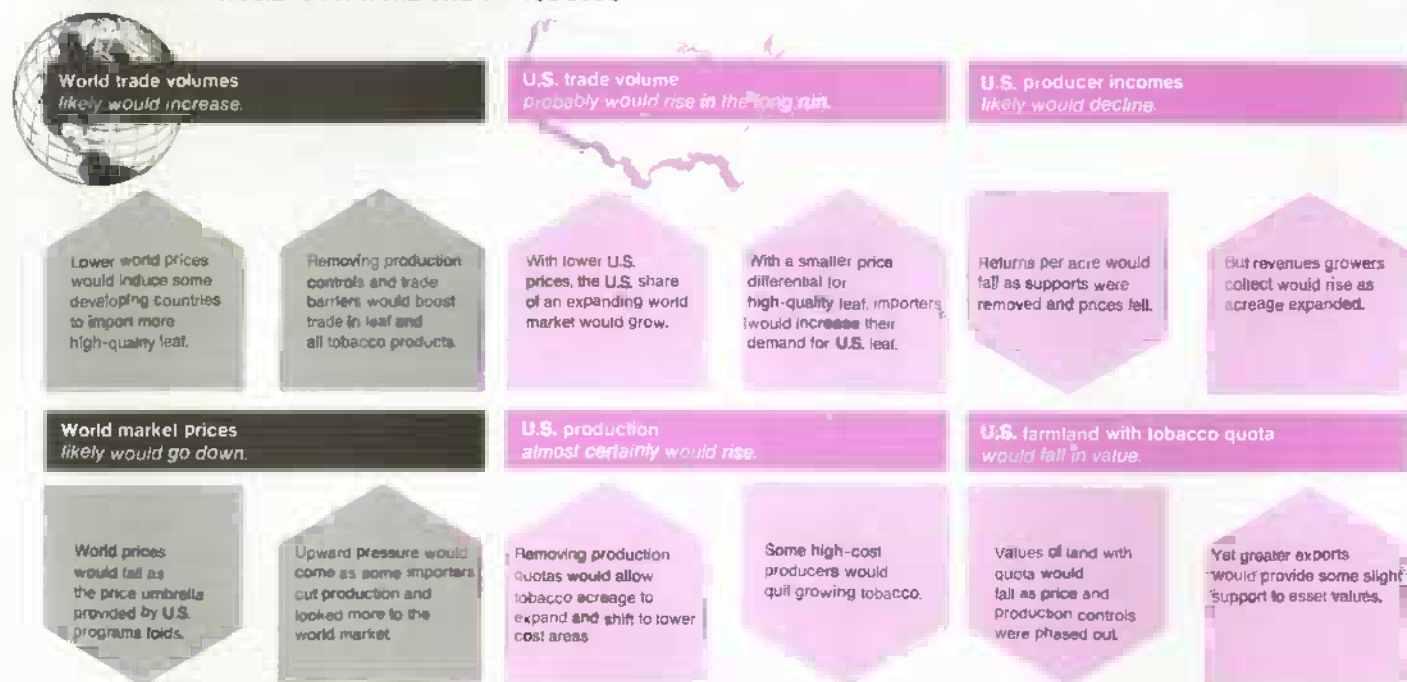 World trade volumes
likely would increase.
U.S. trade volume
probably would rise in the long run.
U.S. producer incomes
likely would decline.
Lower world prices
would induce some
developing countries
to import more
high-quality leaf.
Removing production
controls and trade
barriers would boost
trade in leaf and
all tobacco products
With lower U.S.
prices, the U.S. share
of an expanding world
market would grow.
With a smaller price
differential for
high-quality leaf, importers
would increase their
demand for U.S. leaf.
Returns per acre would
fall as supports were
removed and prices fell.
But revenues growers
collect would rise as
acreage expanded.
World market prices
likely would go down.
U.S. production
almost certainly would rise.
U.S. farmland with tobacco quota
would fall in value.
World prices
would fall as
the price umbrella
provided by U.S.
programs folds.
Upward pressure would
come as some importers
cut production and
looked more to the
world market
Removing production
quotas would allow
tobacco acreage to
expand and shift to lower
cost areas
Some high-cost
producers would
quit growing tobacco.
Values of land with
quota would
fall as price and
production controls
were phased out
Yet greater exports
would provide some slight
support to asset values.